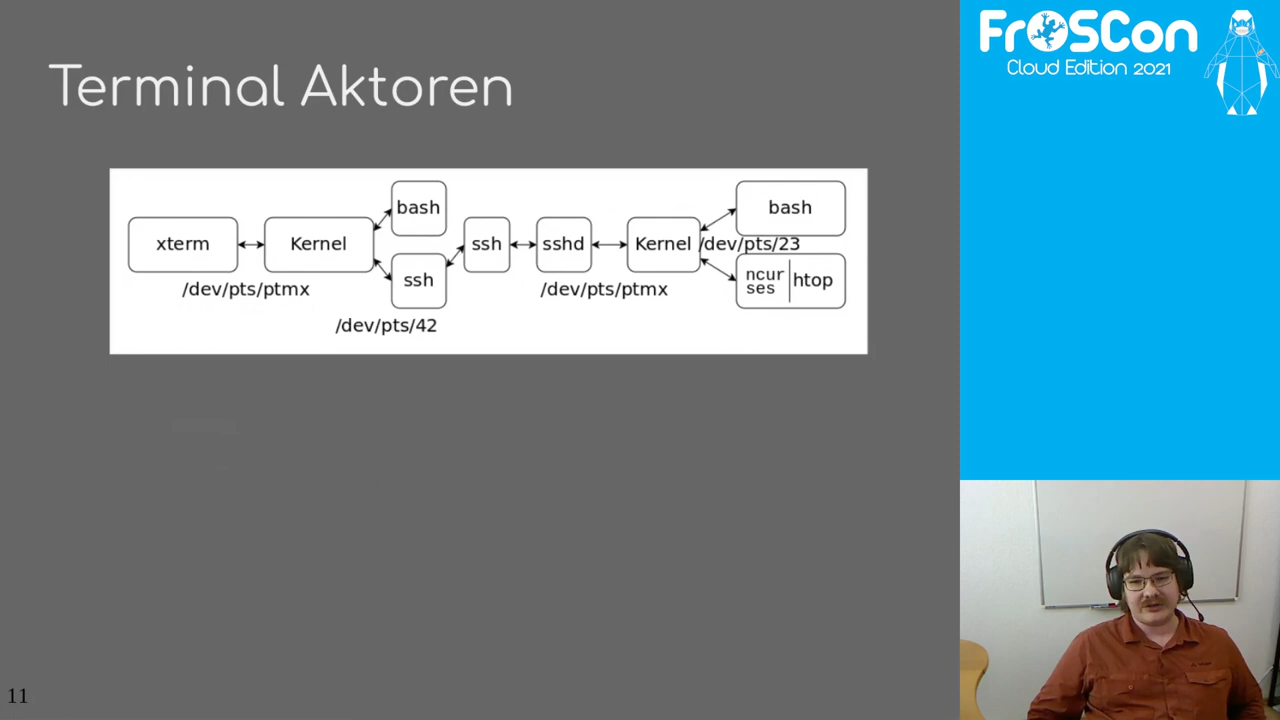 Terminal Aktoren
FrOSCon
Cloud Edition 2021
xterm
Kernel
bash
ssh
ssh
sshd
Kernel
bash
/dev/pts/23
ncur
ses
htop
/dev/pts/ptmx
/dev/pts/ptmx
/dev/pts/42
11